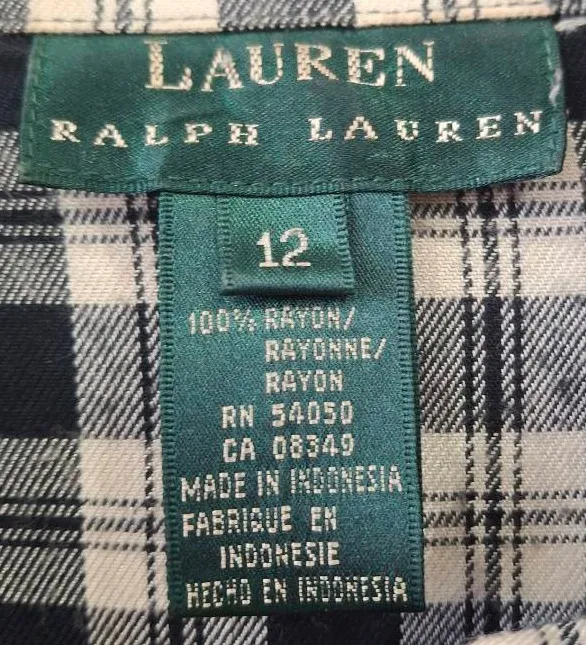 LAUREN
RALPH LAUREN
12
100% RAYON/
RAYONNE/
RAYON
RN 54050
CA 08349
MADE IN INDONESIA
FABRIQUE EN
INDONESIE
HECHO EN INDONESIA